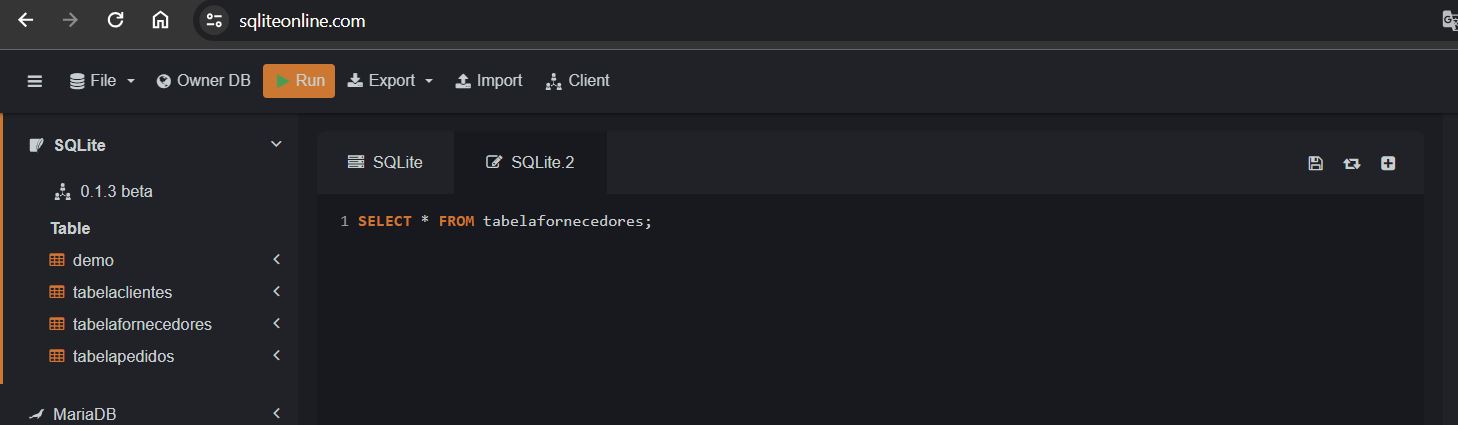 sqliteonline.com
File Owner DB Run Export Import Client
SQLite
0.1.3 beta
Table
demo
tabelaclientes
tabelafornecedores
tabelapedidos
MariaDB
SQLite SQLite.2
1 SELECT * FROM tabelafornecedores;